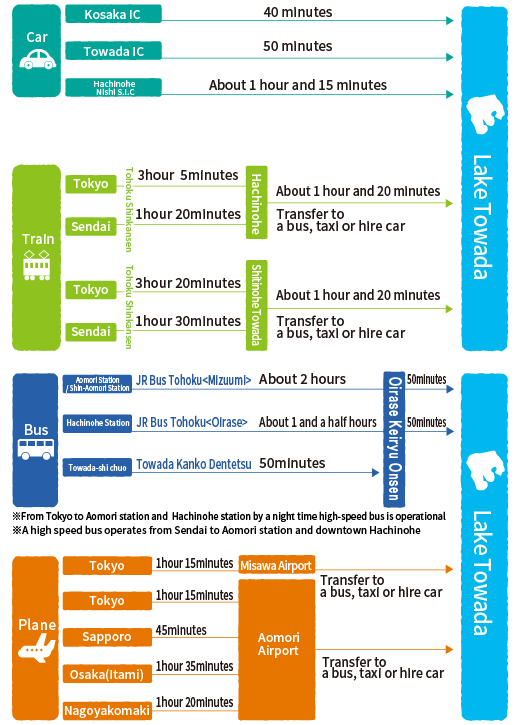 Car
Kosaka IC
40 minutes
Towada IC
50 minutes
Hachinohe
Nishi S.I.C
About 1 hour and 15 minutes
Lake Towada
Train
Tokyo
Tohoku Shinkansen
3hour 5minutes
Sendai
1hour 20minutes
Hachinohe
About 1 hour and 20 minutes
Transfer to
a bus, taxi or hire car
Tokyo
Tohoku Shinkansen
3hour 20minutes
Sendai
1hour 30minutes
Shitinohe Towada
About 1 hour and 20 minutes
Transfer to
a bus, taxi or hire car
Bus
Aomori Station
/ Shin-Aomori Station
JR Bus Tohoku<Mizuumi>
About 2 hours
50minutes
Hachinohe Station
JR Bus Tohoku<Oirase>
About 1 and a half hours
50minutes
Towada-shi chuo
Towada Kanko Dentetsu
50minutes
Oirase Keiryu Onsen
※From Tokyo to Aomori station and Hachinohe station by a night time high-speed bus is operational
※A high speed bus operates from Sendai to Aomori station and downtown Hachinohe
Lake Towada
Plane
Tokyo
1hour 15minutes
Misawa Airport
Transfer to
a bus, taxi or hire car
Tokyo
1hour 15minutes
Sapporo
45minutes
Osaka(Itami)
1hour 35minutes
Nagoyakomaki
1hour 20minutes
Aomori
Airport
Transfer to
a bus, taxi or hire car